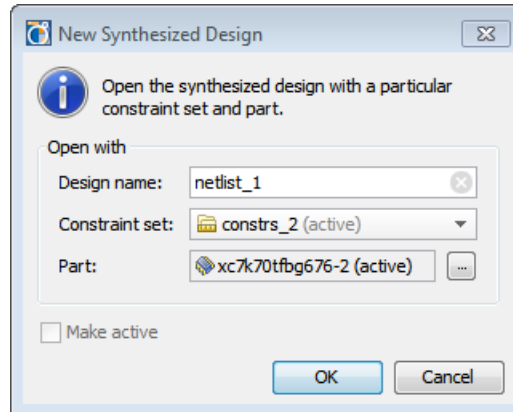 New Synthesized Design
Open the synthesized design with a particular
constraint set and part.
Open with
Design name: netlist_1
Constraint set: constrs_2 (active)
Part: xc7k70tfbg676-2 (active) ...
Make active
OK Cancel